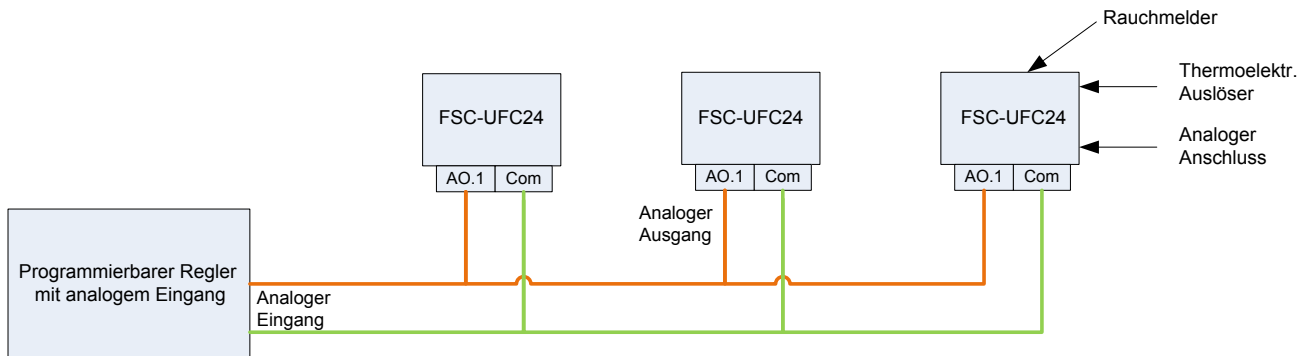 Rauchmelder
Thermoelektr.
Auslöser
Analoger
Anschluss
FSC-UFC24
AO.1 Com
FSC-UFC24
AO.1 Com
FSC-UFC24
AO.1 Com
Analoger
Ausgang
Programmierbarer Regler
mit analogem Eingang
Analoger
Eingang